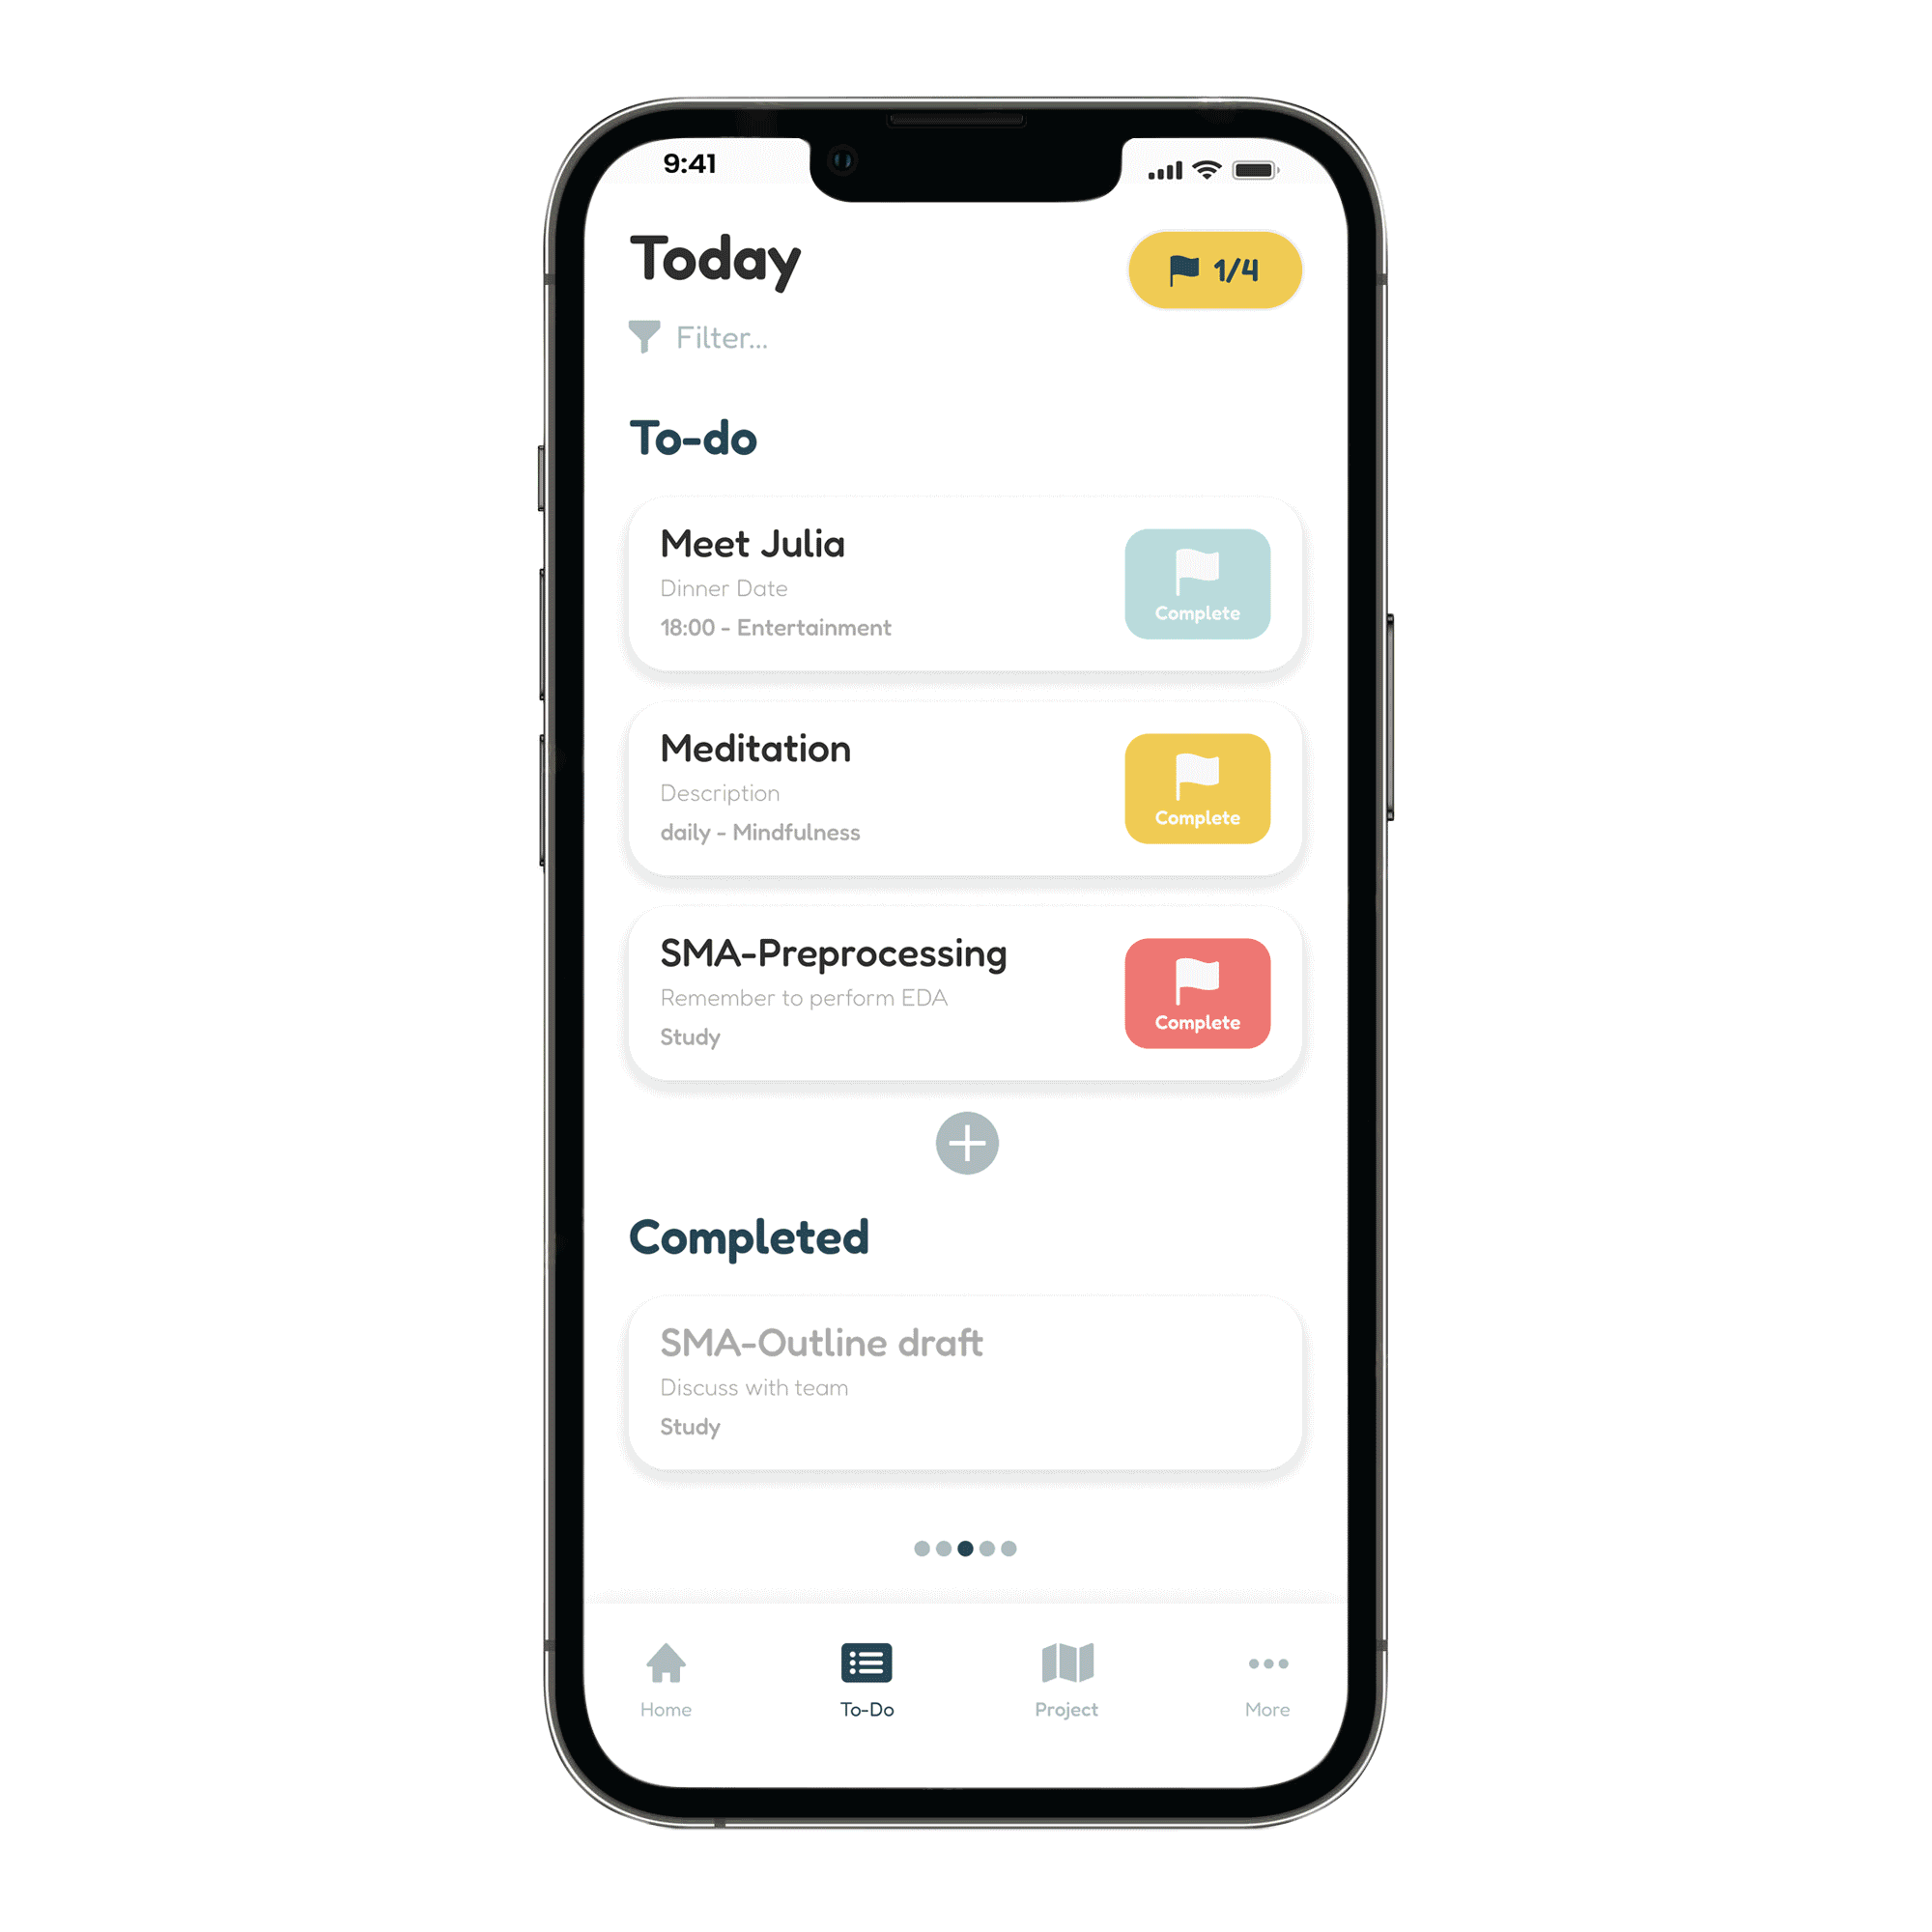 9:41
Today
1/4
Filter...
To-do
Meet Julia
Dinner Date
18:00 - Entertainment
Complete
Meditation
Description
daily - Mindfulness
Complete
SMA-Preprocessing
Remember to perform EDA
Study
Complete
Completed
SMA-Outline draft
Discuss with team
Study
Home
To-Do
Project
More